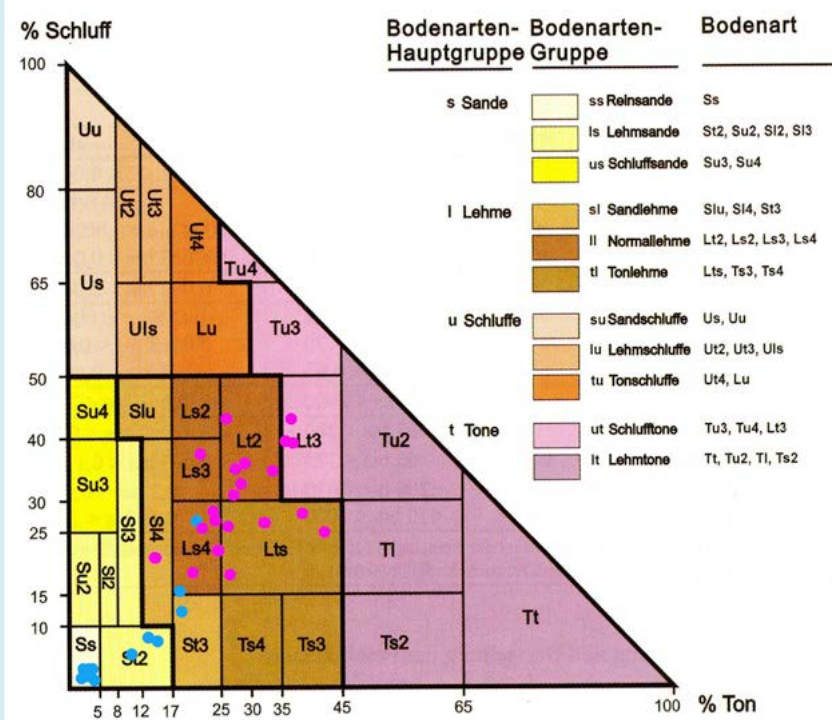 % Schluff
Bodenarten-Hauptgruppe Bodenarten-Gruppe Bodenart
s Sande
ss Reinsande Ss
ls Lehmsande St2, Su2, Sl2, Sl3
us Schluffsande Su3, Su4
l Lehme
sl Sandlehme Slu, Sl4, St3
ll Normallehme Lt2, Ls2, Ls3, Ls4
tl Tonlehme Lts, Ts3, Ts4
u Schluffe
su Sandschluffe Us, Uu
lu Lehmschluffe Ut2, Ut3, Uls
tu Tonschluffe Ut4, Lu
t Tone
ut Schlufftone Tu3, Tu4, Lt3
lt Lehmtone Tt, Tu2, Tl, Ts2
100
80
65
50
40
30
25
15
10
Uu
Ut2 Ut3 Ut4
Us Tu4
Uls Lu Tu3
Su4 Slu Ls2 Lt2 Lt3 Tu2
Su3 Ls3
Sl3 Sl4
Su2 Sl2 Ls4 Lts Tl
Ss St2 St3 Ts4 Ts3 Ts2 Tt
5 8 12 17 25 30 35 45 65 100 % Ton